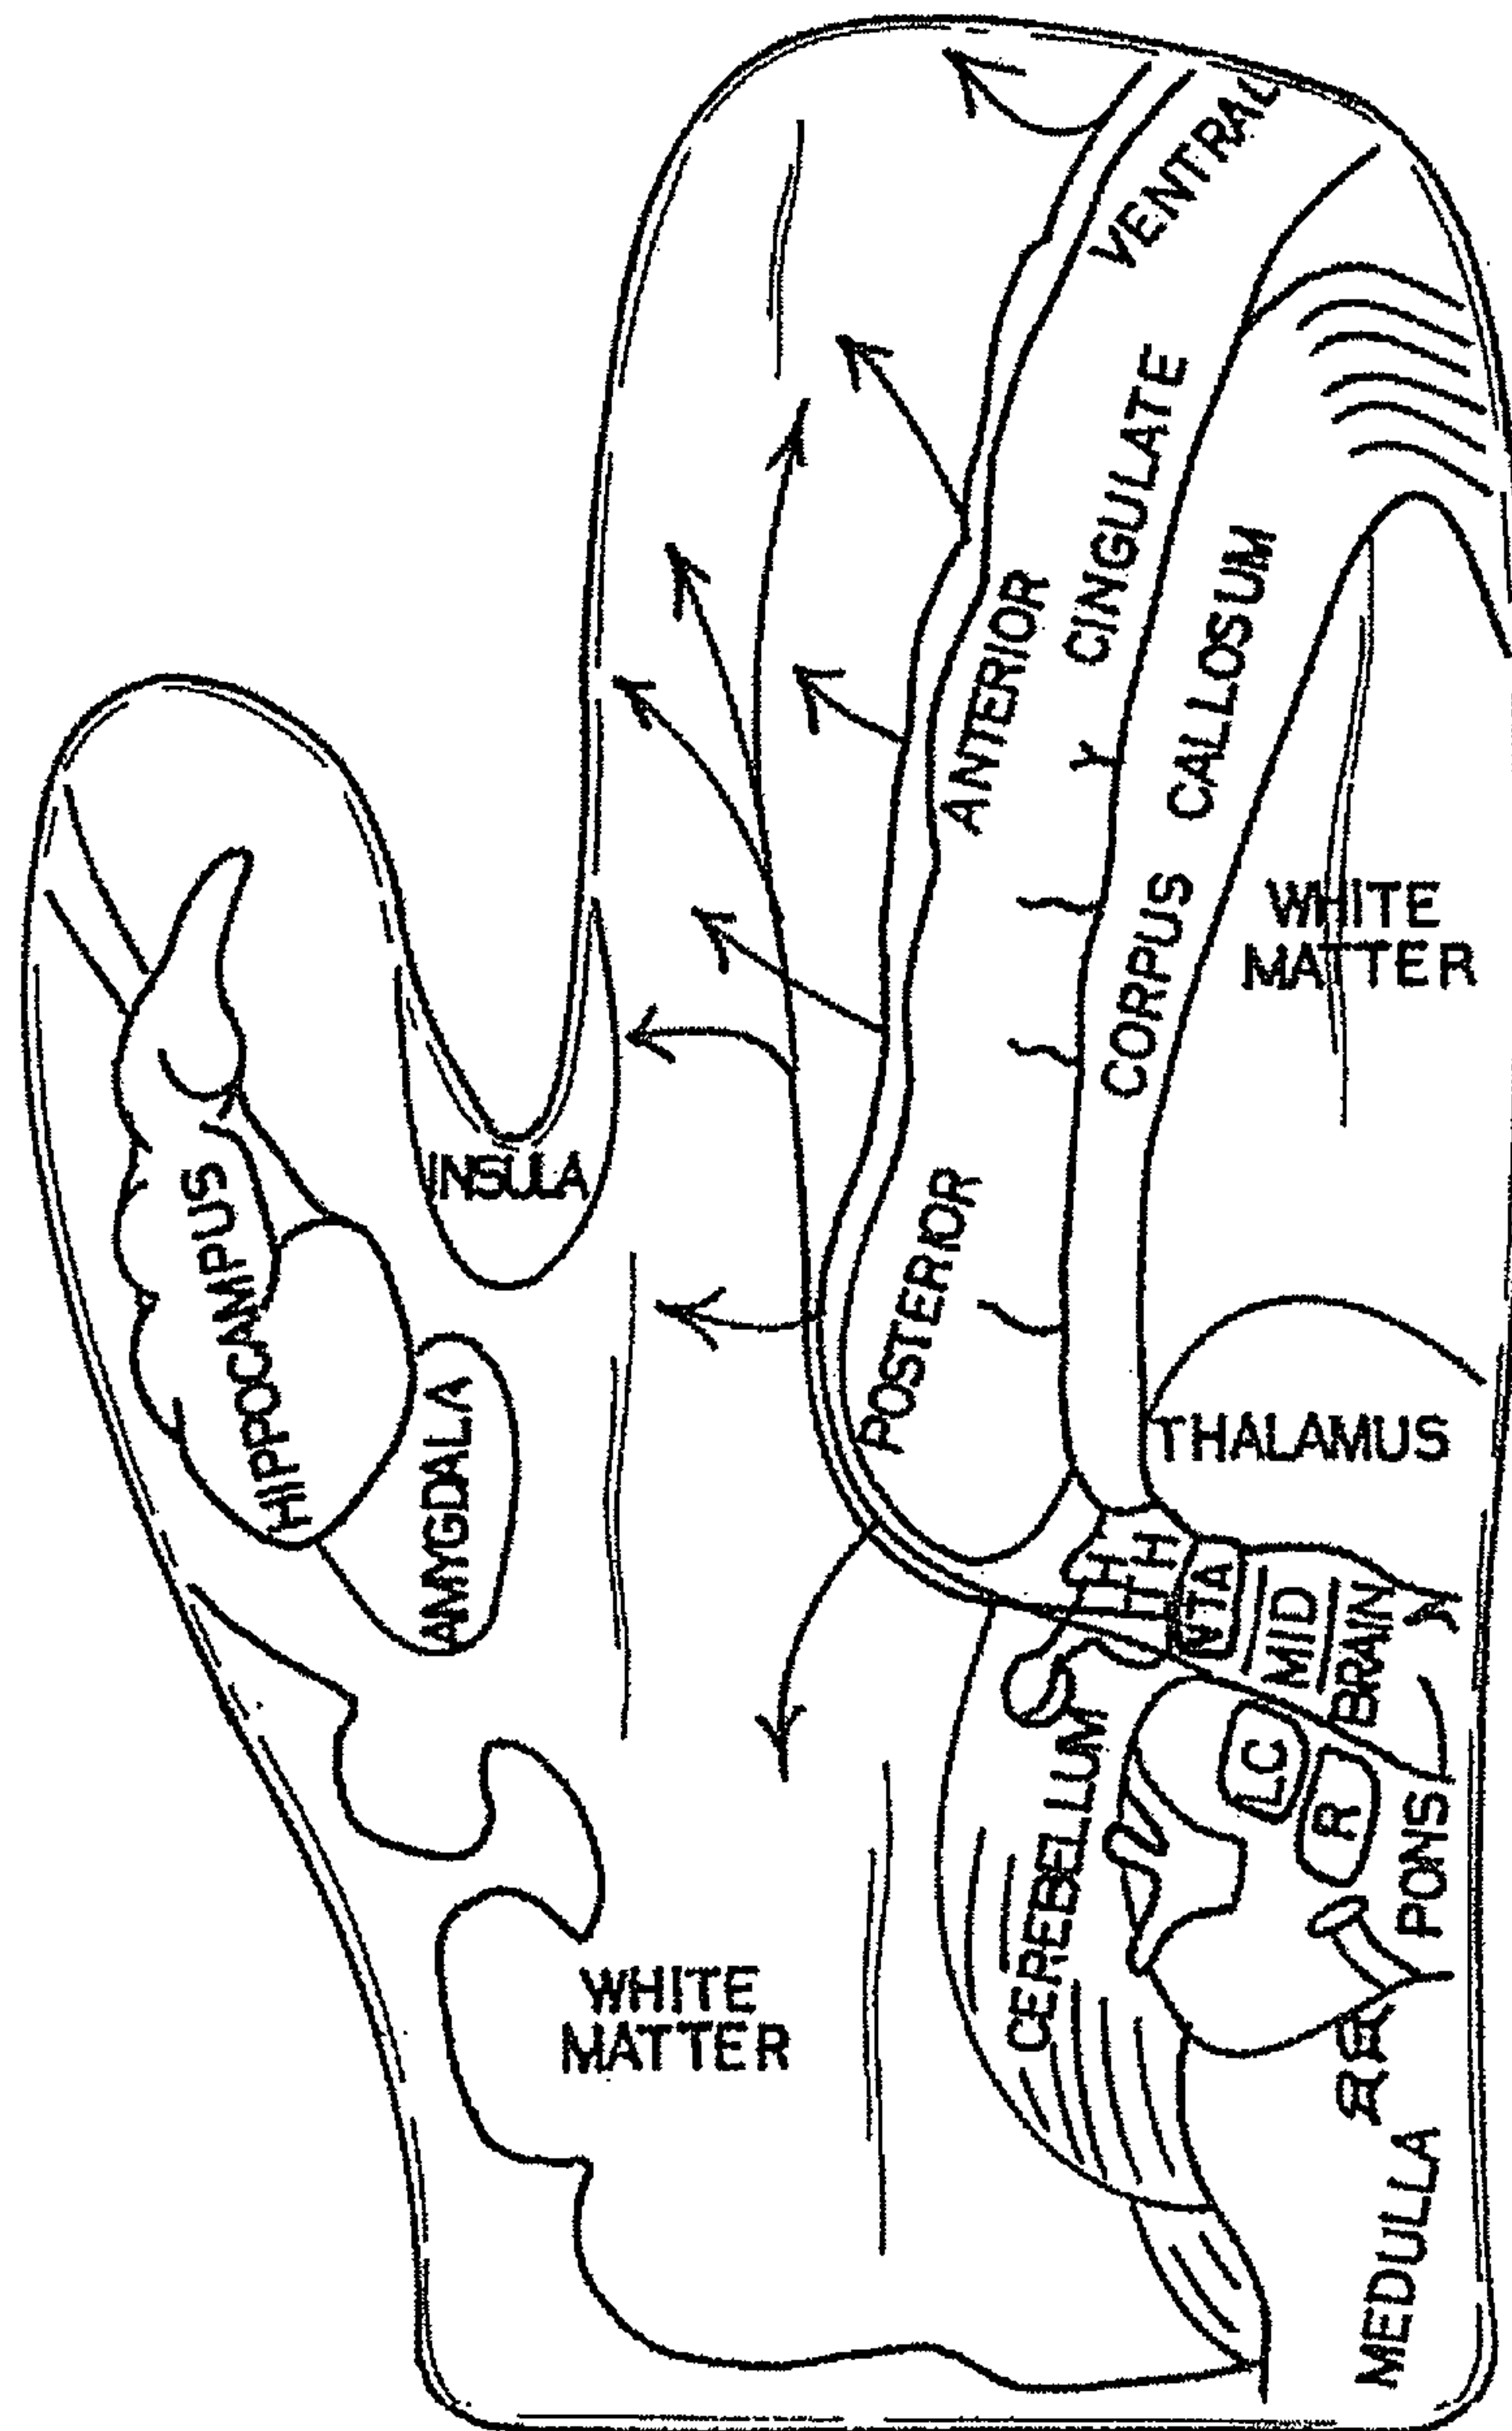 VENTRAL
ANTERIOR
CINGULATE
CORPUS CALLOSUM
WHITE
MATTER
INSULA
HIPPOCAMPUS
AMYGDALA
POSTERIOR
THALAMUS
H
H
VTA
MID
BRAIN
LC
R
PONS
CEREBELLUM
WHITE
MATTER
MEDULLA